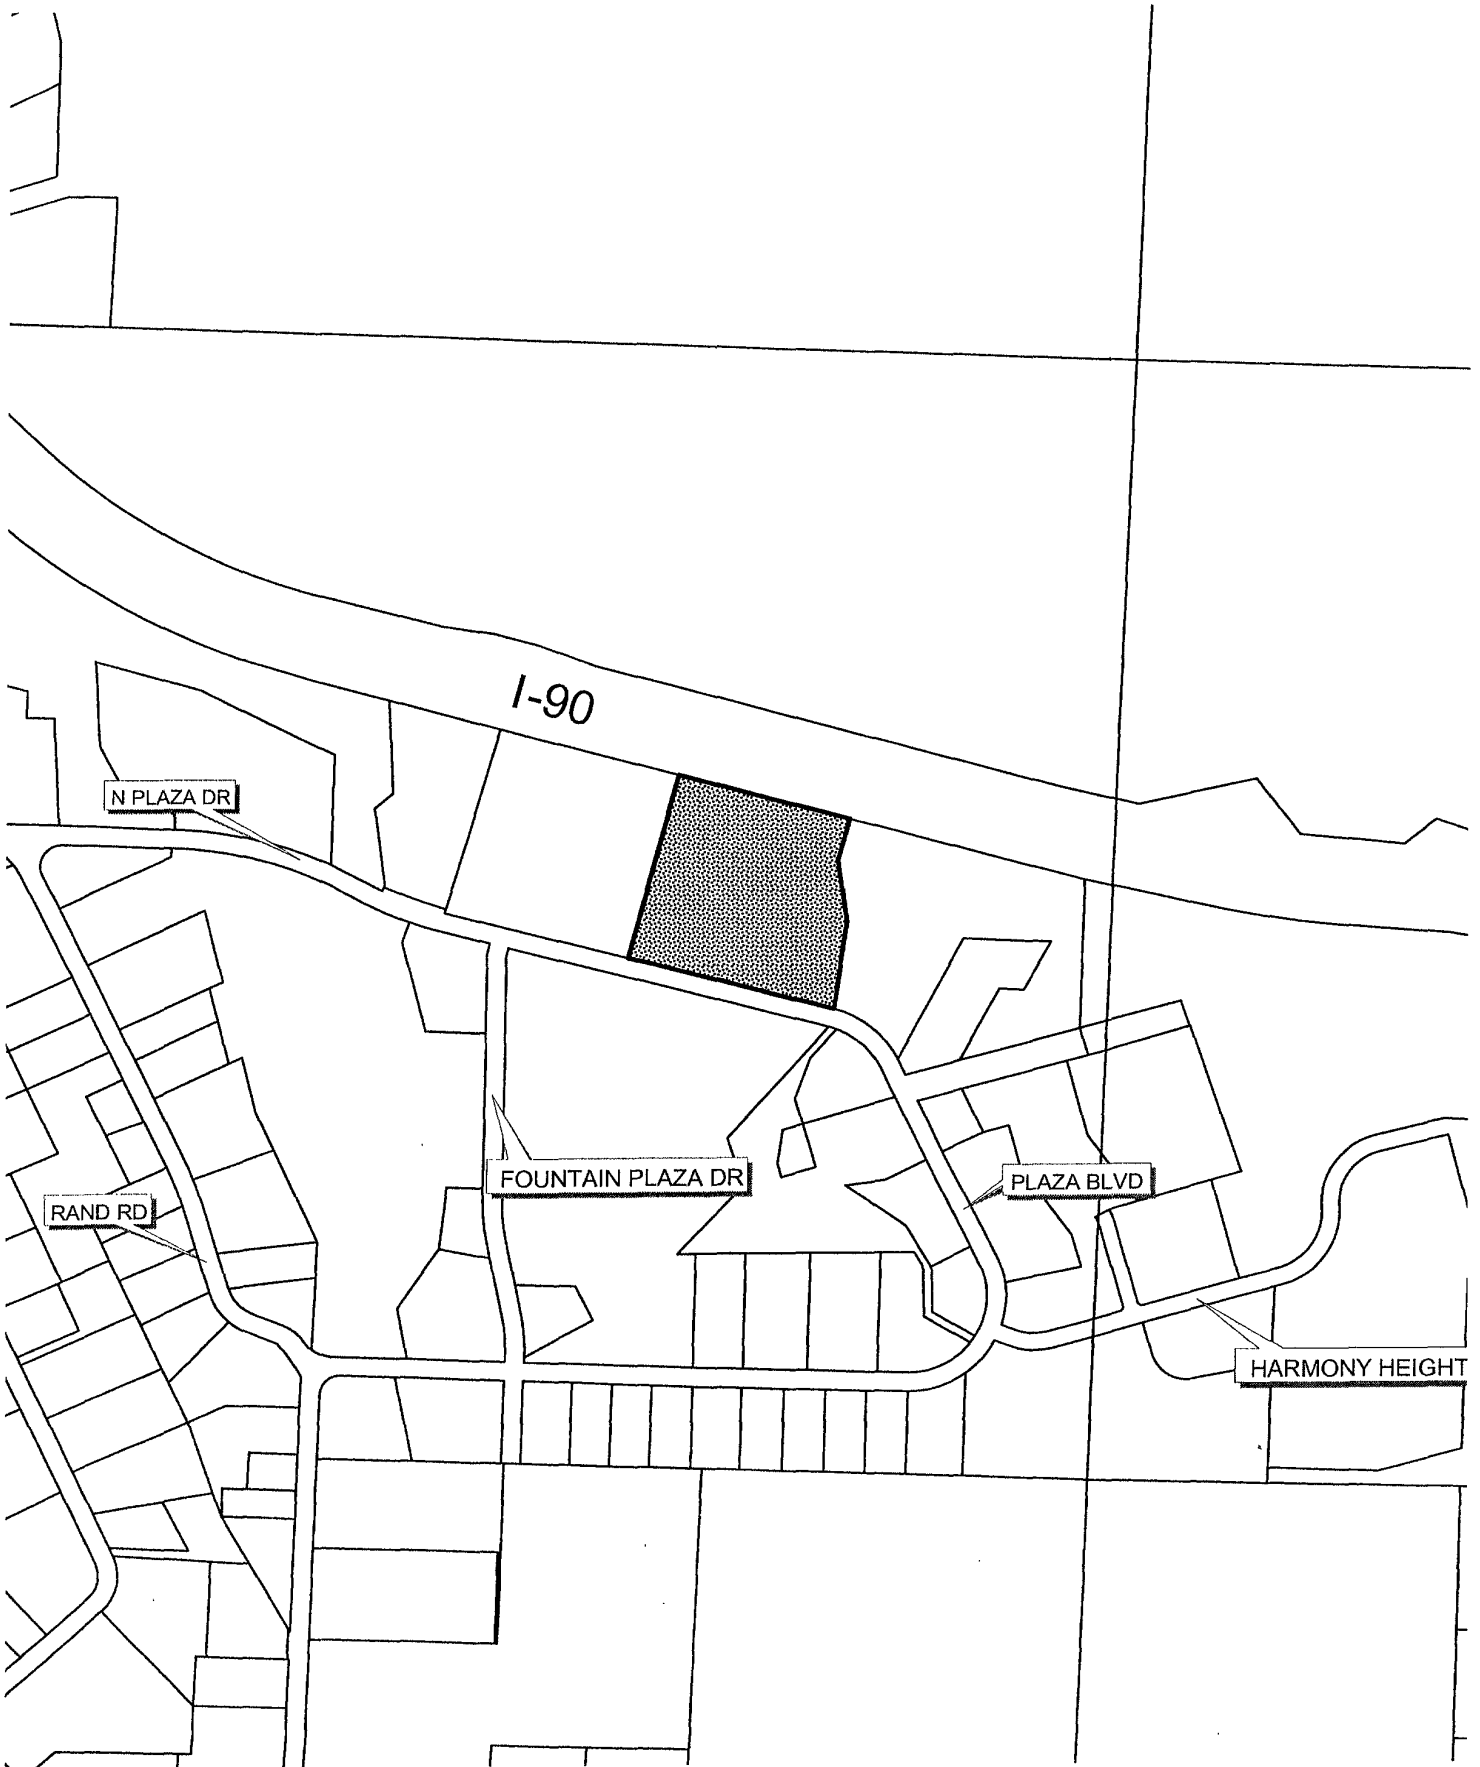 I-90
N PLAZA DR
FOUNTAIN PLAZA DR
PLAZA BLVD
RAND RD
HARMONY HEIGHT